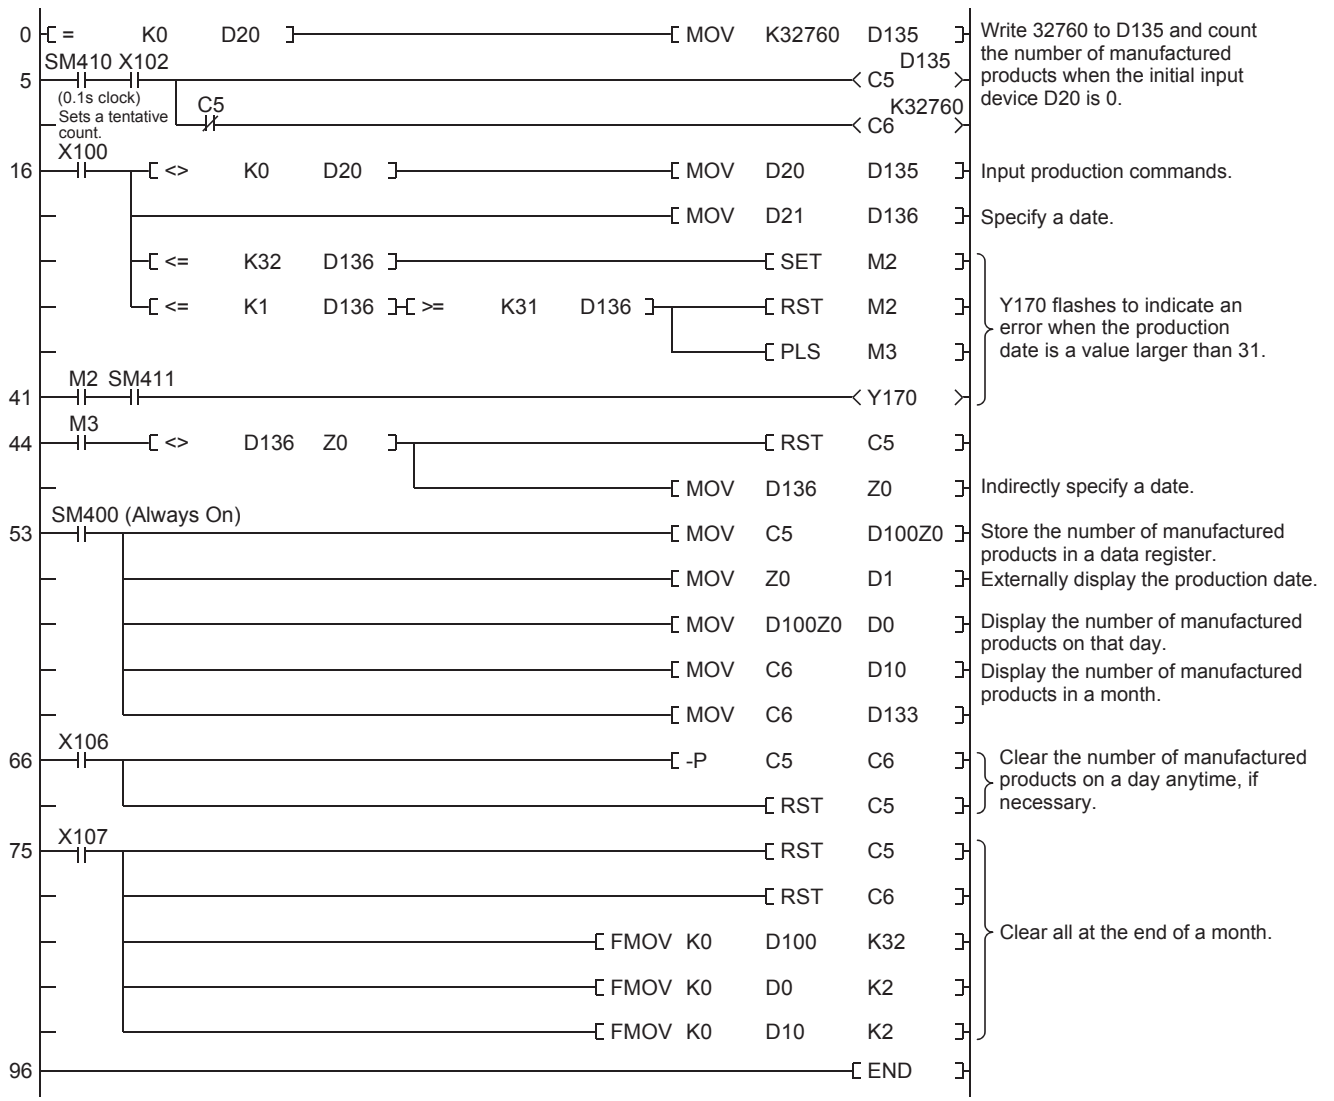 0 = K0 D20 MOV K32760 D135 Write 32760 to D135 and count
the number of manufactured
products when the initial input
device D20 is 0.
SM410 X102 D135
5 C5
(0.1s clock)
Sets a tentative
count.
C5 K32760
C6
X100
16 <> K0 D20 MOV D20 D135 Input production commands.
MOV D21 D136 Specify a date.
<= K32 D136 SET M2
<= K1 D136 >= K31 D136 RST M2
PLS M3
Y170 flashes to indicate an
error when the production
date is a value larger than 31.
M2 SM411
41 Y170
M3
44 <> D136 Z0 RST C5
MOV D136 Z0 Indirectly specify a date.
SM400 (Always On)
53 MOV C5 D100Z0 Store the number of manufactured
products in a data register.
MOV Z0 D1 Externally display the production date.
MOV D100Z0 D0 Display the number of manufactured
products on that day.
MOV C6 D10 Display the number of manufactured
products in a month.
MOV C6 D133
X106
66 -P C5 C6 Clear the number of manufactured
products on a day anytime, if
RST C5 necessary.
X107
75 RST C5
RST C6
FMOV K0 D100 K32 Clear all at the end of a month.
FMOV K0 D0 K2
FMOV K0 D10 K2
96 END